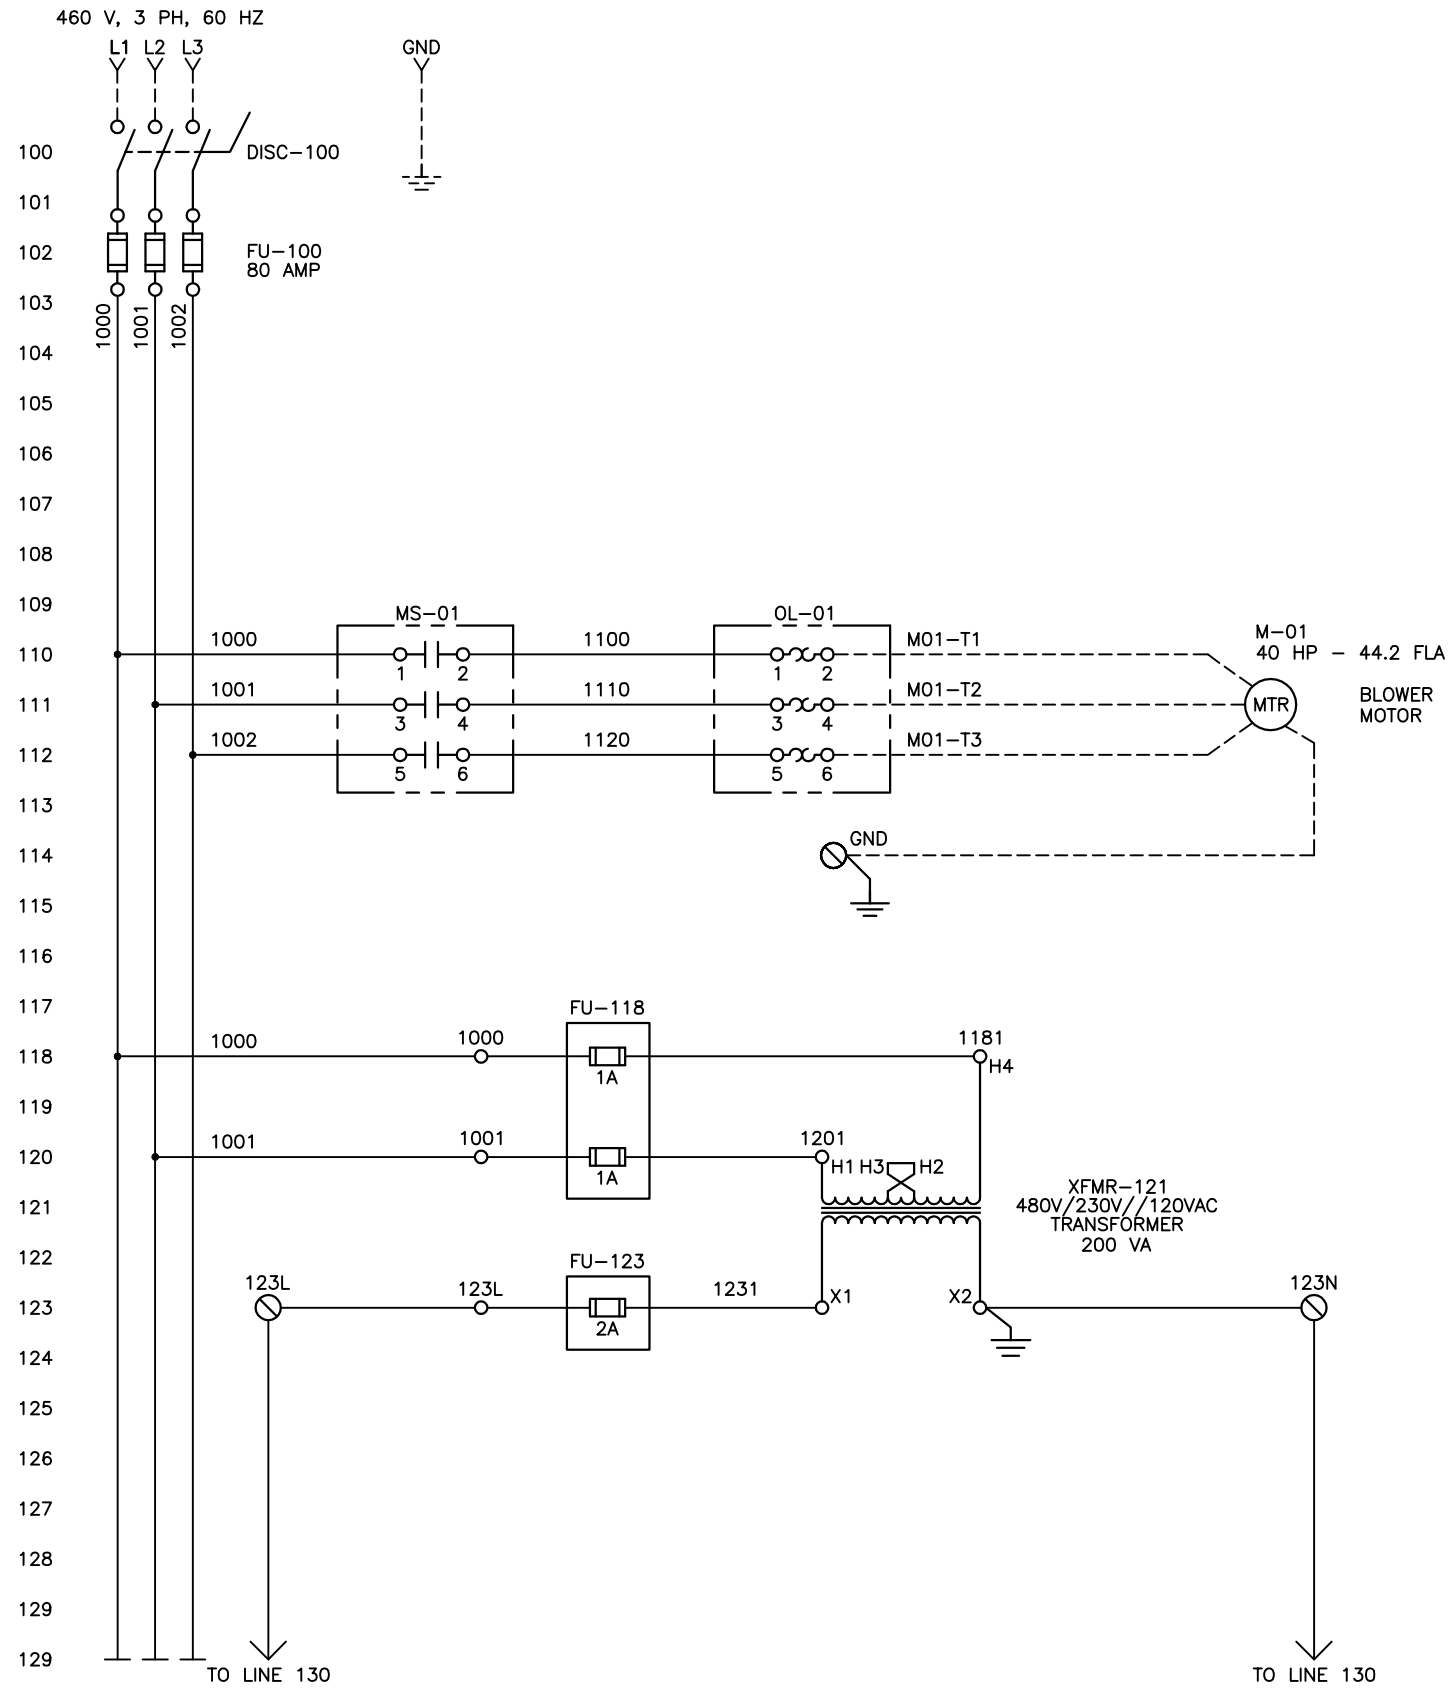 460 V, 3 PH, 60 HZ
L1 L2 L3 GND
100 DISC-100
101
102 FU-100
80 AMP
103
1000 1001 1002
104
105
106
107
108
109
MS-01 OL-01
110 1000 1100 M01-T1 M-01
40 HP - 44.2 FLA
1 2 1 2
111 1001 1110 M01-T2 MTR BLOWER
MOTOR
3 4 3 4
112 1002 1120 M01-T3
5 6 5 6
113
114 GND
115
116
117 FU-118
118 1000 1000 1181
1A H4
119
120 1001 1001 1201
1A H1 H3 H2
121 XFMR-121
480V/230V//120VAC
TRANSFORMER
200 VA
122
FU-123
123 123L 123L 1231 X1 X2 123N
2A
124
125
126
127
128
129
129
TO LINE 130 TO LINE 130